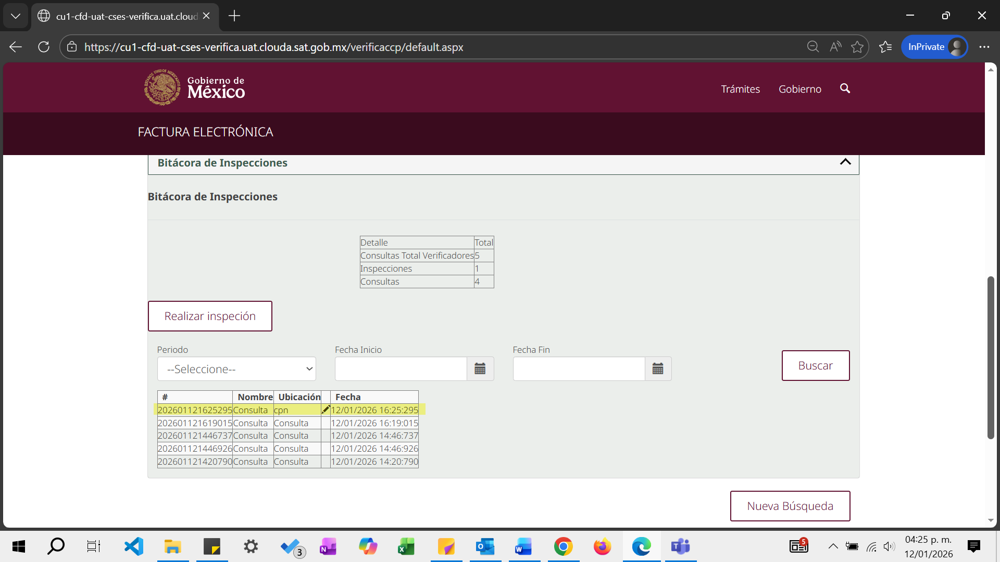 cu1-cfd-uat-cses-verifica.uat.cloud
https://cu1-cfd-uat-cses-verifica.uat.clouda.sat.gob.mx/verificaccp/default.aspx
InPrivate
Gobierno de
México
Trámites Gobierno
FACTURA ELECTRÓNICA
Bitácora de Inspecciones
Bitácora de Inspecciones
Detalle Total
Consultas Total Verificadores 5
Inspecciones 1
Consultas 4
Realizar inspeción
Periodo Fecha Inicio Fecha Fin
--Seleccione--
Buscar
# Nombre Ubicación Fecha
202601121625295 Consulta cpn 12/01/2026 16:25:295
202601121619015 Consulta Consulta 12/01/2026 16:19:015
202601121446737 Consulta Consulta 12/01/2026 14:46:737
202601121446926 Consulta Consulta 12/01/2026 14:46:926
202601121420790 Consulta Consulta 12/01/2026 14:20:790
Nueva Búsqueda
3
5
04:25 p. m.
12/01/2026